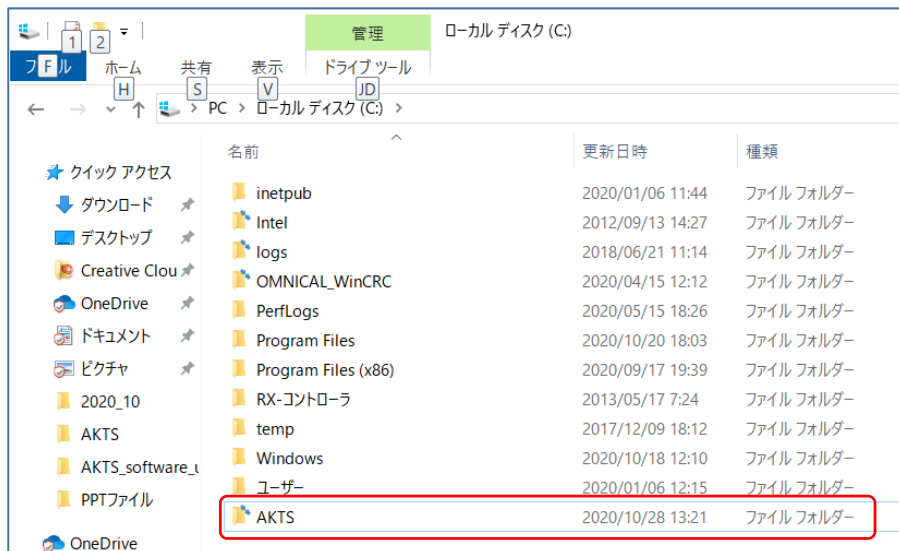 管理
ローカル ディスク (C:)
1
2
ファイル
F
ホーム
H
共有
S
表示
V
ドライブ ツール
JD
PC
ローカル ディスク (C:)
名前
更新日時
種類
クイック アクセス
ダウンロード
デスクトップ
Creative Clou
OneDrive
ドキュメント
ピクチャ
2020_10
AKTS
AKTS_software_u
PPTファイル
OneDrive
inetpub 2020/01/06 11:44 ファイル フォルダー
Intel 2012/09/13 14:27 ファイル フォルダー
logs 2018/06/21 11:14 ファイル フォルダー
OMNICAL_WinCRC 2020/04/15 12:12 ファイル フォルダー
PerfLogs 2020/05/15 18:26 ファイル フォルダー
Program Files 2020/10/20 18:03 ファイル フォルダー
Program Files (x86) 2020/09/17 19:39 ファイル フォルダー
RX-コントローラ 2013/05/17 7:24 ファイル フォルダー
temp 2017/12/09 18:12 ファイル フォルダー
Windows 2020/10/18 12:10 ファイル フォルダー
ユーザー 2020/01/06 12:15 ファイル フォルダー
AKTS 2020/10/28 13:21 ファイル フォルダー